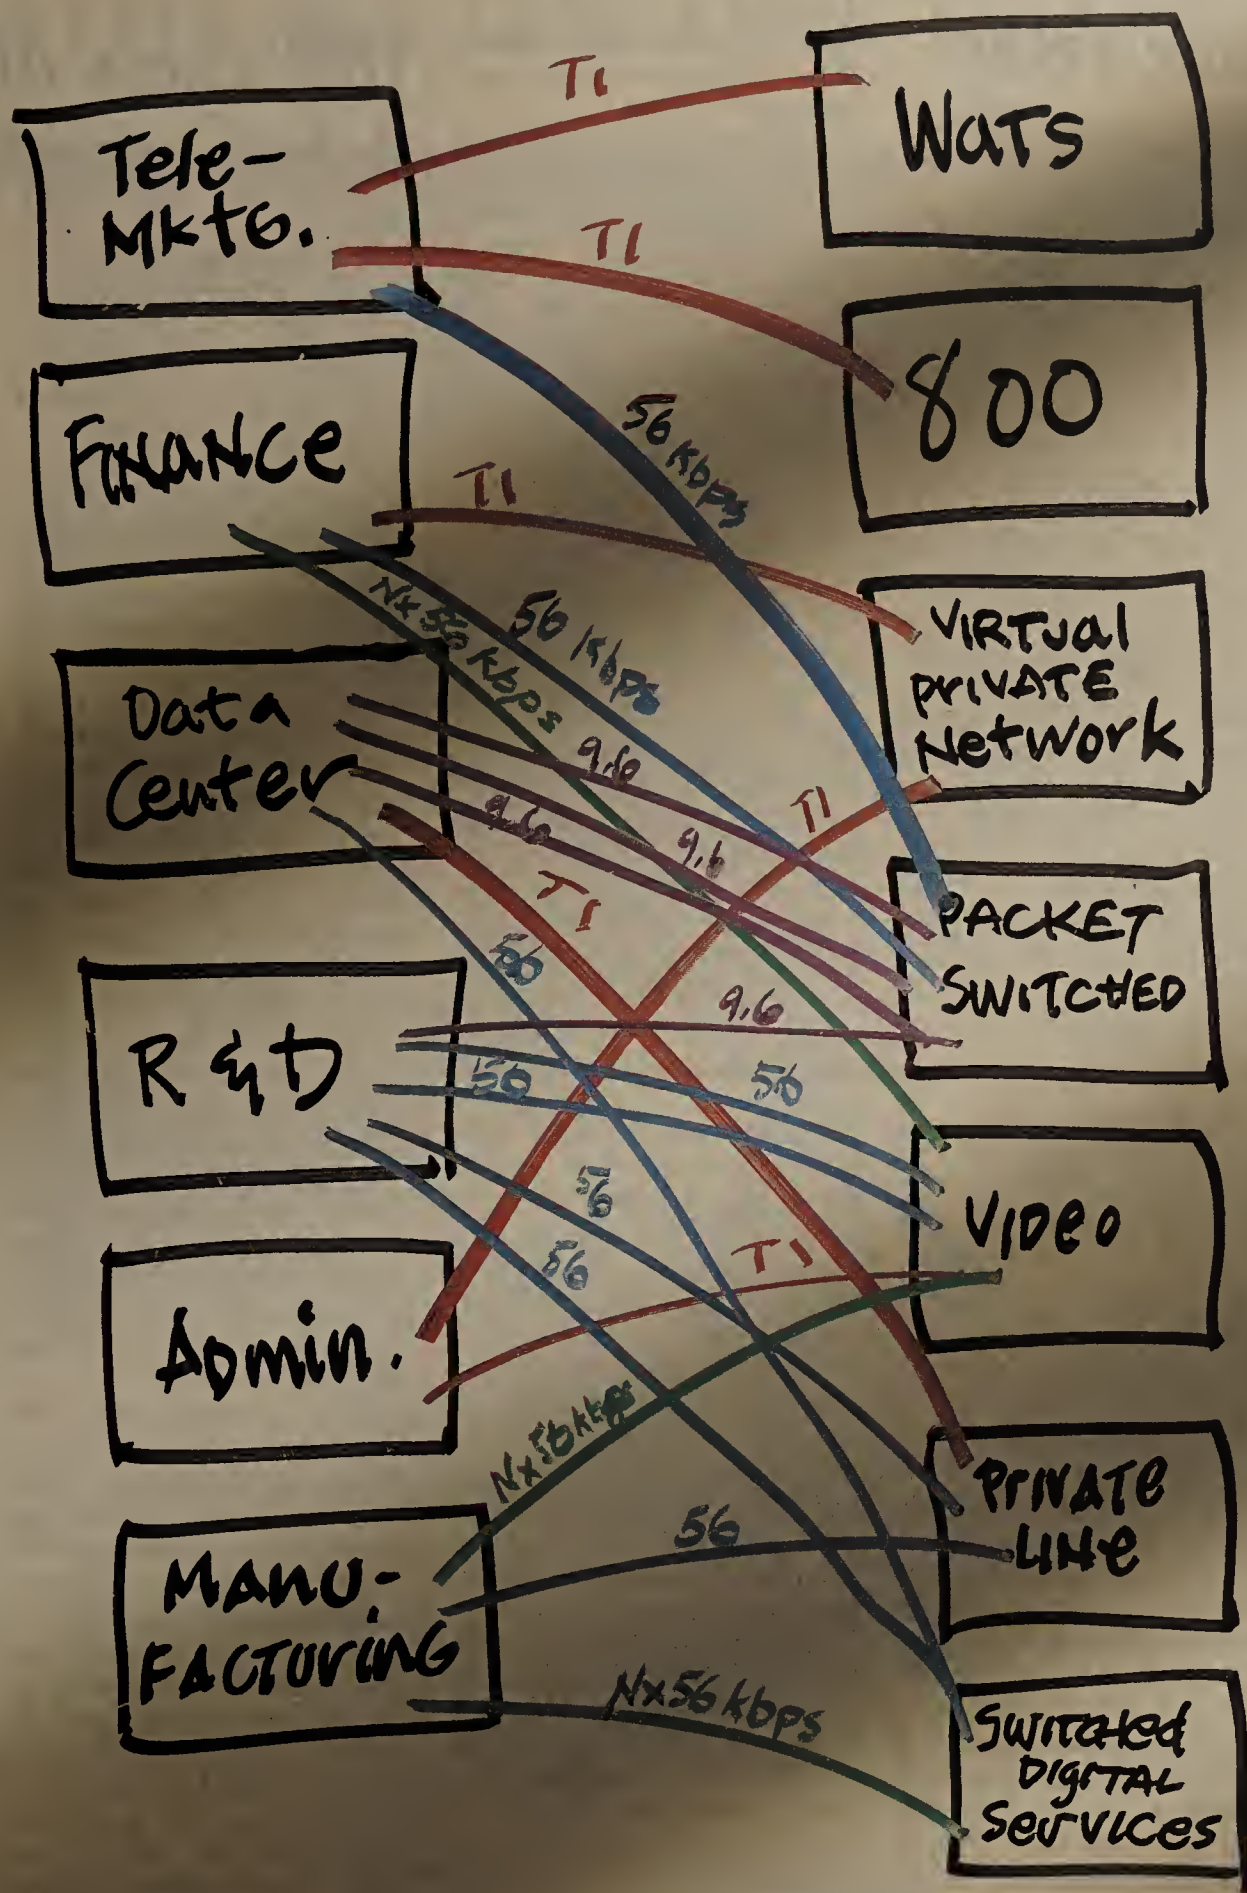 Tele-
Mktg.
Finance
Data
Center
R & D
Admin.
Manu-
facturing
T1
T1
56 Kbps
T1
56 Kbps
Nx56 kbps
9.6
9.6
9.6
T1
T1
56
9.6
56
56
56
56
T1
Nx56 kbps
56
Nx56 kbps
Wats
800
Virtual
Private
Network
Packet
Switched
Video
Private
Line
Switched
Digital
Services